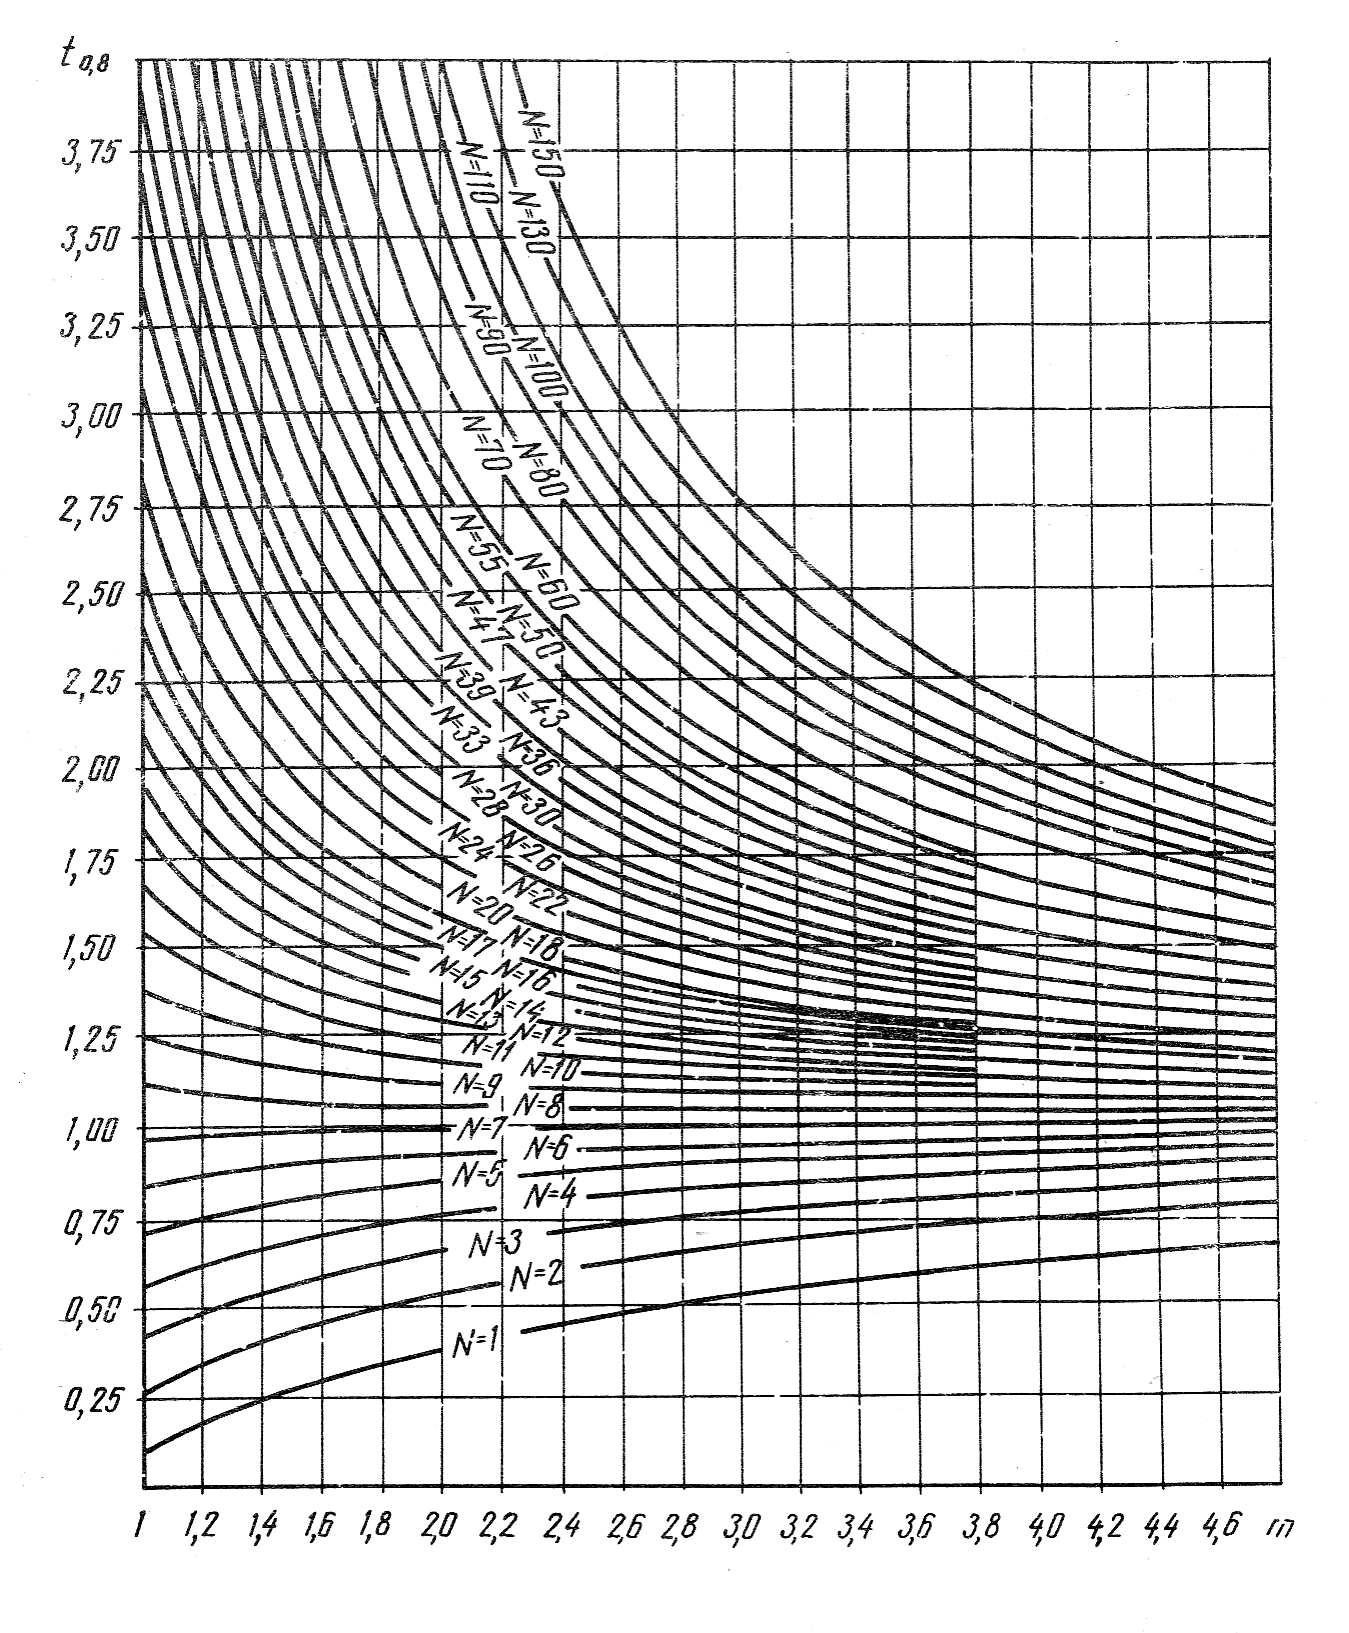 t₀,₈
3,75
3,50
3,25
3,00
2,75
2,50
2,25
2,00
1,75
1,50
1,25
1,00
0,75
0,50
0,25
N=150
N=110
N=130
N=90
N=100
N=70
N=80
N=55
N=60
N=47
N=50
N=39
N=43
N=33
N=36
N=28
N=30
N=24
N=26
N=20
N=22
N=17
N=18
N=15
N=16
N=13
N=14
N=11
N=12
N=9
N=10
N=8
N=7
N=6
N=5
N=4
N=3
N=2
N=1
1 1,2 1,4 1,6 1,8 2,0 2,2 2,4 2,6 2,8 3,0 3,2 3,4 3,6 3,8 4,0 4,2 4,4 4,6 m